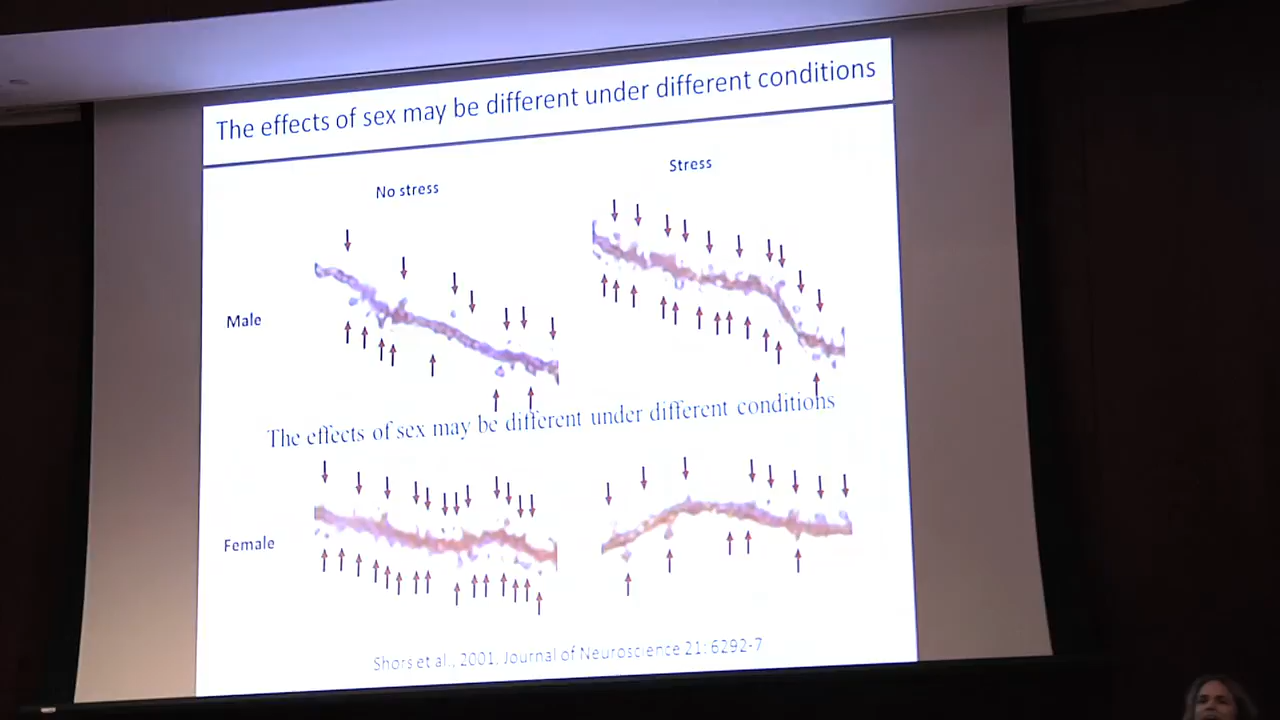 The effects of sex may be different under different conditions
No stress
Stress
Male
The effects of sex may be different under different conditions
Female
Shors et al., 2001. Journal of Neuroscience 21: 6292-7